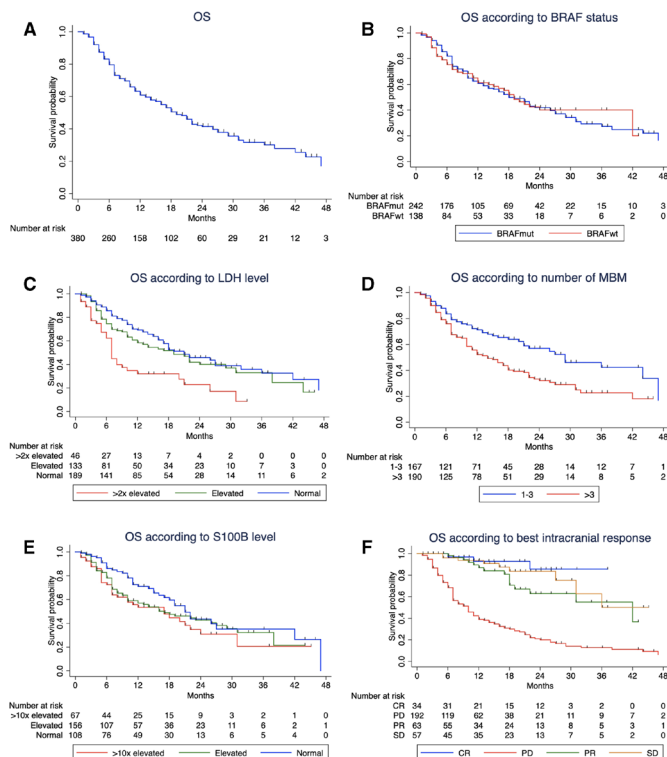 A
OS
Survival probability
1.0
0.8
0.6
0.4
0.2
0.0
0 6 12 18 24 30 36 42 48
Months
Number at risk
380 260 158 102 60 29 21 12 3
B
OS according to BRAF status
Survival probability
1.0
0.8
0.6
0.4
0.2
0.0
0 6 12 18 24 30 36 42 48
Months
Number at risk
BRAFmut 242 176 105 69 42 22 15 10 3
BRAFwt 138 84 53 33 18 7 6 2 0
BRAFmut BRAFwt
C
OS according to LDH level
Survival probability
1.0
0.8
0.6
0.4
0.2
0.0
0 6 12 18 24 30 36 42 48
Months
Number at risk
>2x elevated 46 27 13 7 4 2 0 0 0
Elevated 133 81 50 34 23 10 7 3 0
Normal 189 141 85 54 28 14 11 6 2
>2x elevated Elevated Normal
D
OS according to number of MBM
Survival probability
1.0
0.8
0.6
0.4
0.2
0.0
0 6 12 18 24 30 36 42 48
Months
Number at risk
1-3 167 121 71 45 28 14 12 7 1
>3 190 125 78 51 29 14 8 5 2
1-3 >3
E
OS according to S100B level
Survival probability
1.0
0.8
0.6
0.4
0.2
0.0
0 6 12 18 24 30 36 42 48
Months
Number at risk
>10x elevated 67 44 25 15 9 3 2 1 0
Elevated 156 107 57 36 23 11 6 2 1
Normal 108 76 49 30 13 6 5 4 0
>10x elevated Elevated Normal
F
OS according to best intracranial response
Survival probability
1.0
0.8
0.6
0.4
0.2
0.0
0 6 12 18 24 30 36 42 48
Months
Number at risk
CR 34 31 21 15 12 3 2 0 0
PD 192 119 62 38 21 11 9 7 2
PR 63 55 34 24 13 8 5 3 1
SD 57 45 35 23 13 7 5 2 0
CR PD PR SD